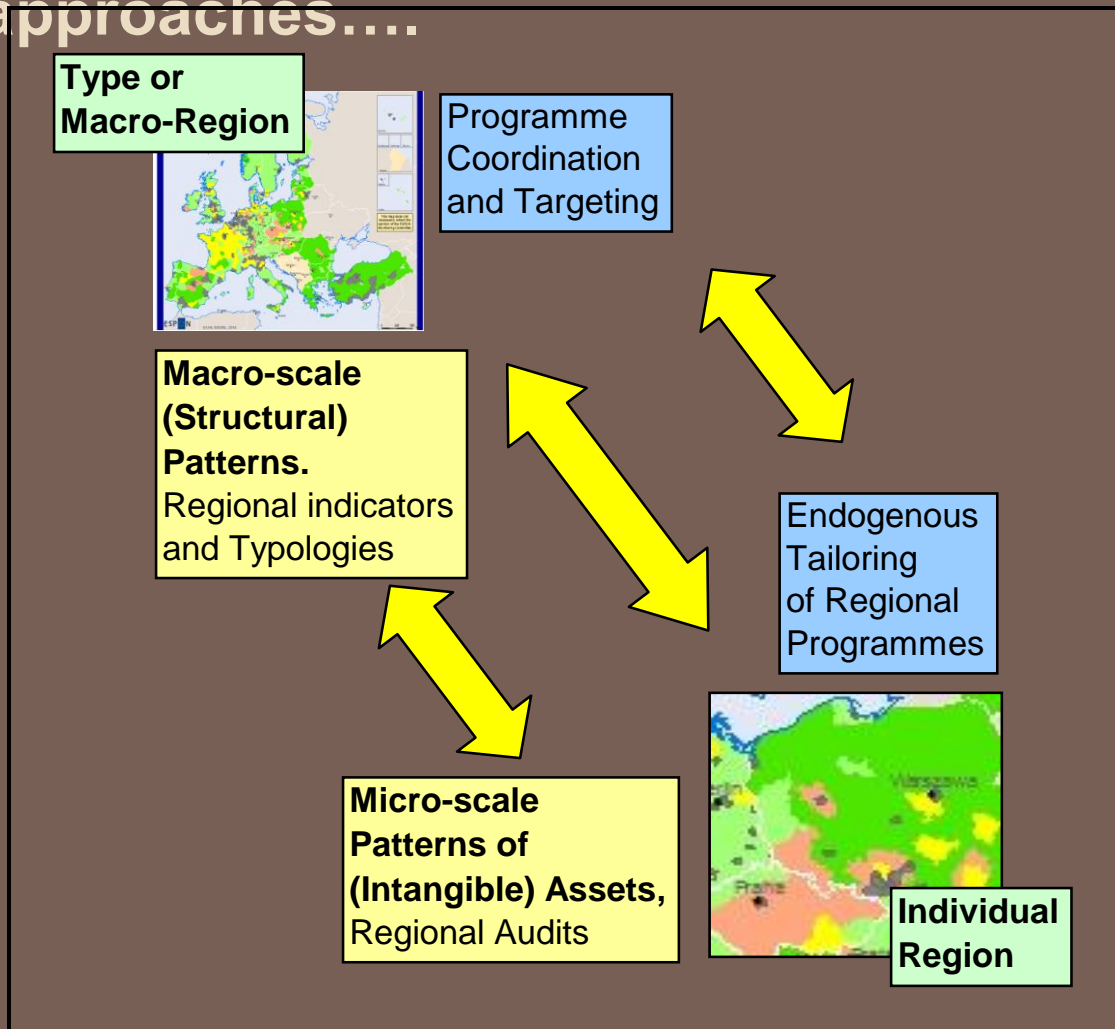 approaches....
Type or
Macro-Region
Programme
Coordination
and Targeting
Macro-scale
(Structural)
Patterns.
Regional indicators
and Typologies
Endogenous
Tailoring
of Regional
Programmes
Micro-scale
Patterns of
(Intangible) Assets,
Regional Audits
Warszawa
Praha
Individual
Region